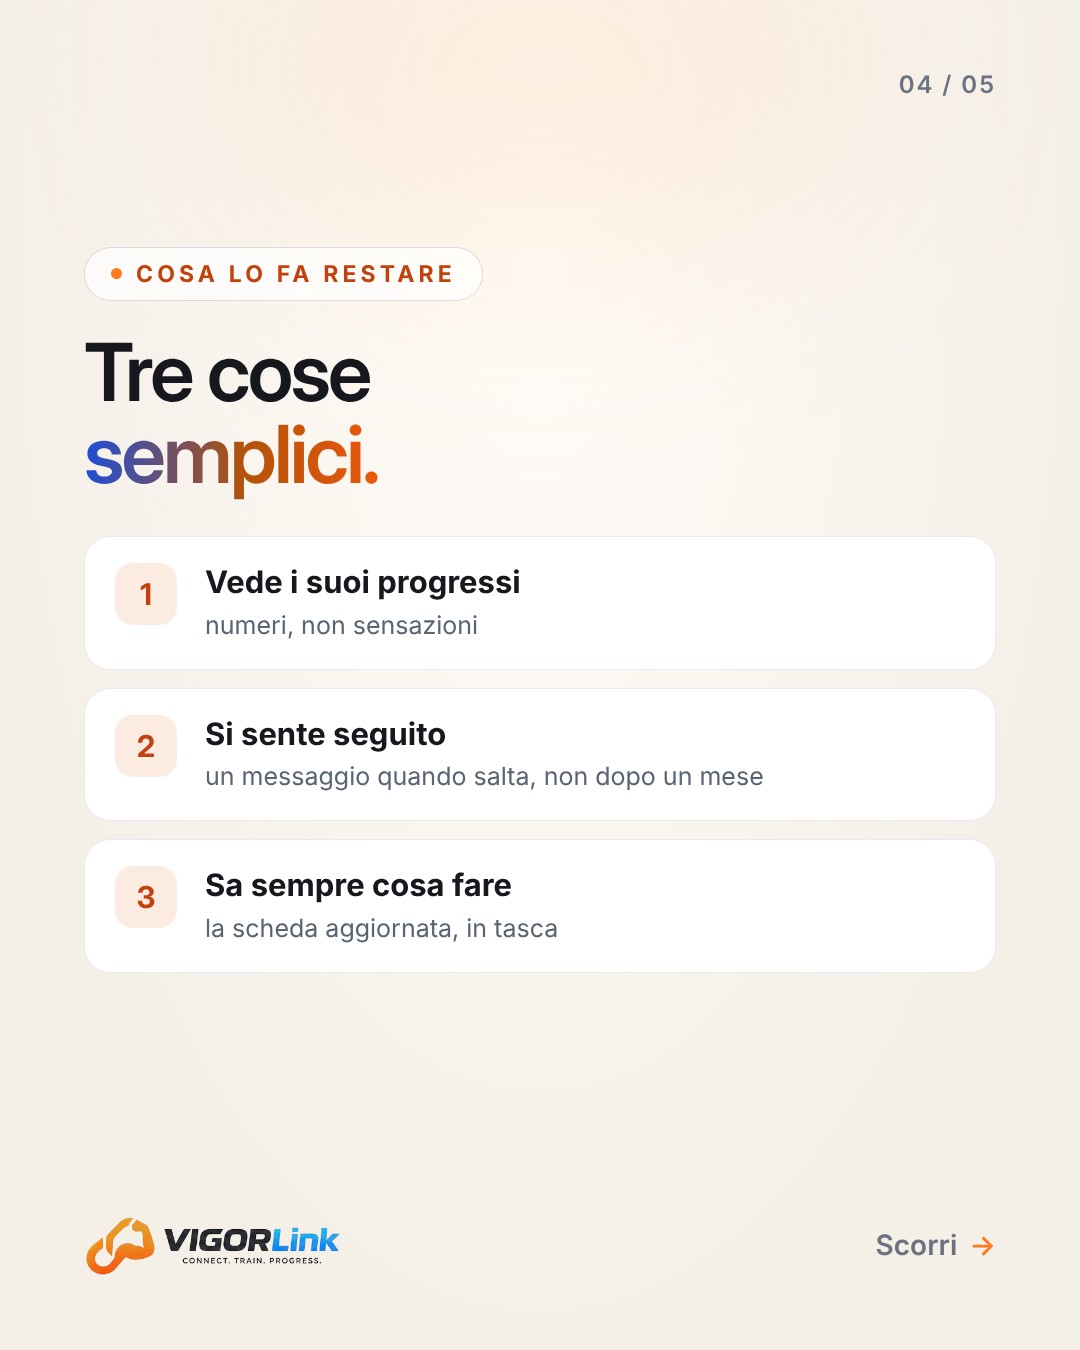 04 / 05
COSA LO FA RESTARE
Tre cose
semplici.
1
Vede i suoi progressi
numeri, non sensazioni
2
Si sente seguito
un messaggio quando salta, non dopo un mese
3
Sa sempre cosa fare
la scheda aggiornata, in tasca
VIGORLink
CONNECT. TRAIN. PROGRESS.
Scorri →